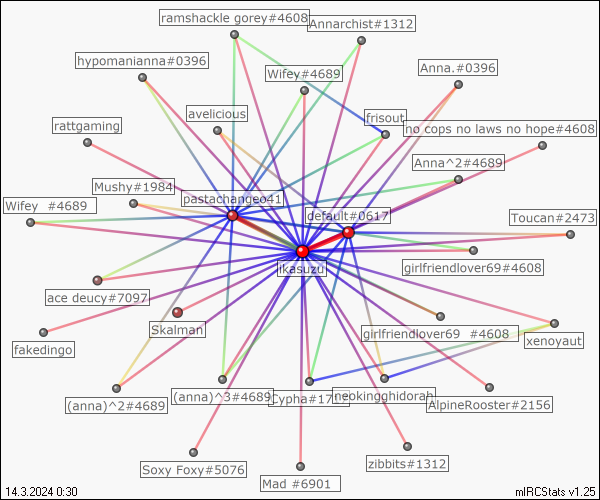 ramshackle gorey#4608
Annarchist#1312
hypomanianna#0396
Wifey#4689
Anna.#0396
avelicious
frisout
rattgaming
no cops no laws no hope#4608
Anna^2#4689
Mushy#1984
pastachangeo41
Wifey #4689
default#0617
Toucan#2473
ikasuzu
girlfriendlover69#4608
ace deucy#7097
Skalman
girlfriendlover69 #4608
fakedingo
xenoyaut
(anna)^2#4689
(anna)^3#4689
neokingghidorah
AlpineRooster#2156
Soxy Foxy#5076
Mad #6901
zibbits#1312
14.3.2024 0:30
mIRCStats v1.25